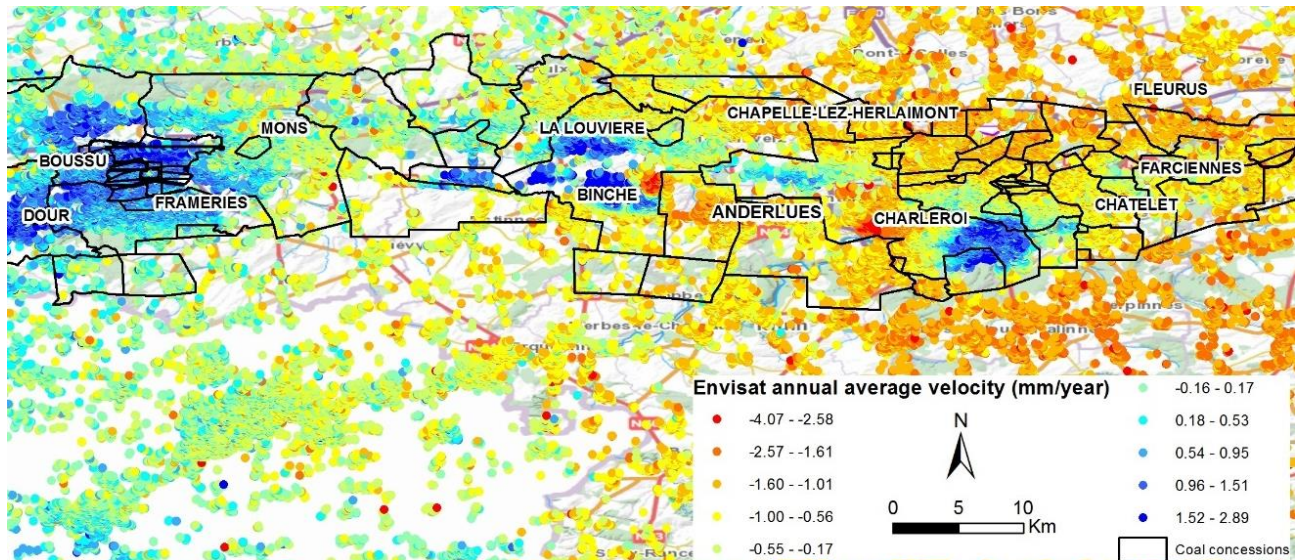 FLEURUS
CHAPELLE-LEZ-HERLAIMONT
MONS
LA LOUVIERE
BOUSSU
FARCIENNES
BINCHE
FRAMERIES
CHATELET
DOUR
ANDERLUES
CHARLEROI
Envisat annual average velocity (mm/year)
-4.07 - -2.58
-2.57 - -1.61
-1.60 - -1.01
-1.00 - -0.56
-0.55 - -0.17
N
0 5 10
Km
-0.16 - 0.17
0.18 - 0.53
0.54 - 0.95
0.96 - 1.51
1.52 - 2.89
Coal concessions